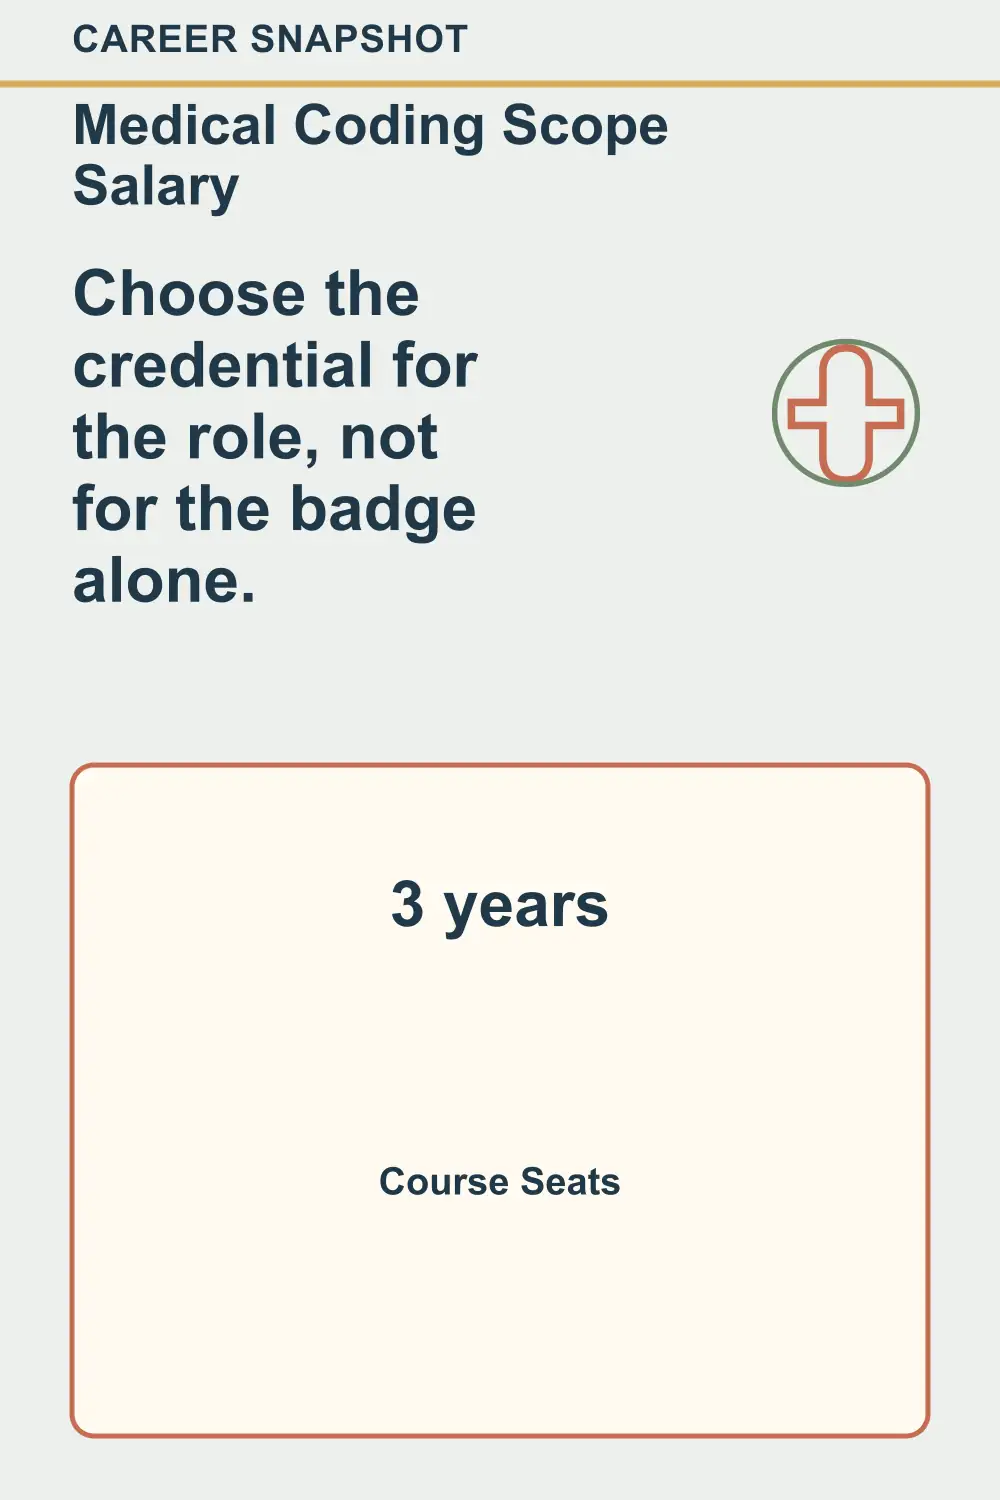 CAREER SNAPSHOT
Medical Coding Scope
Salary
Choose the
credential for
the role, not
for the badge
alone.
3 years
Course Seats